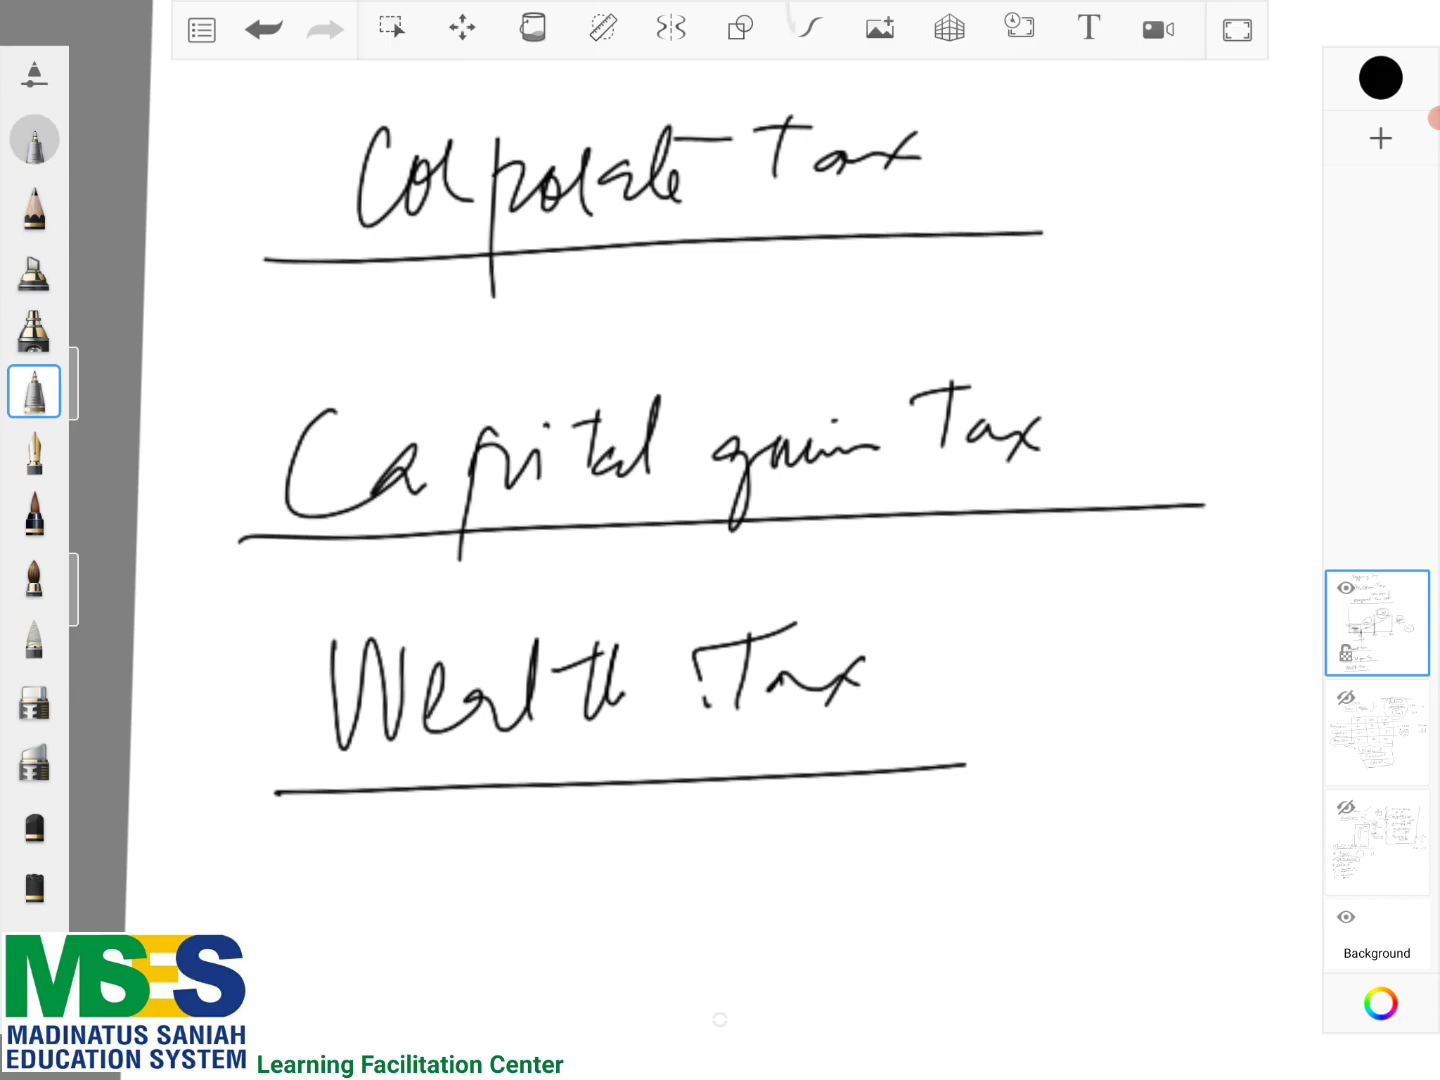 T
Corporate Tax
Capital gain Tax
Wealth Tax
Background
MSES
MADINATUS SANIAH
EDUCATION SYSTEM
Learning Facilitation Center